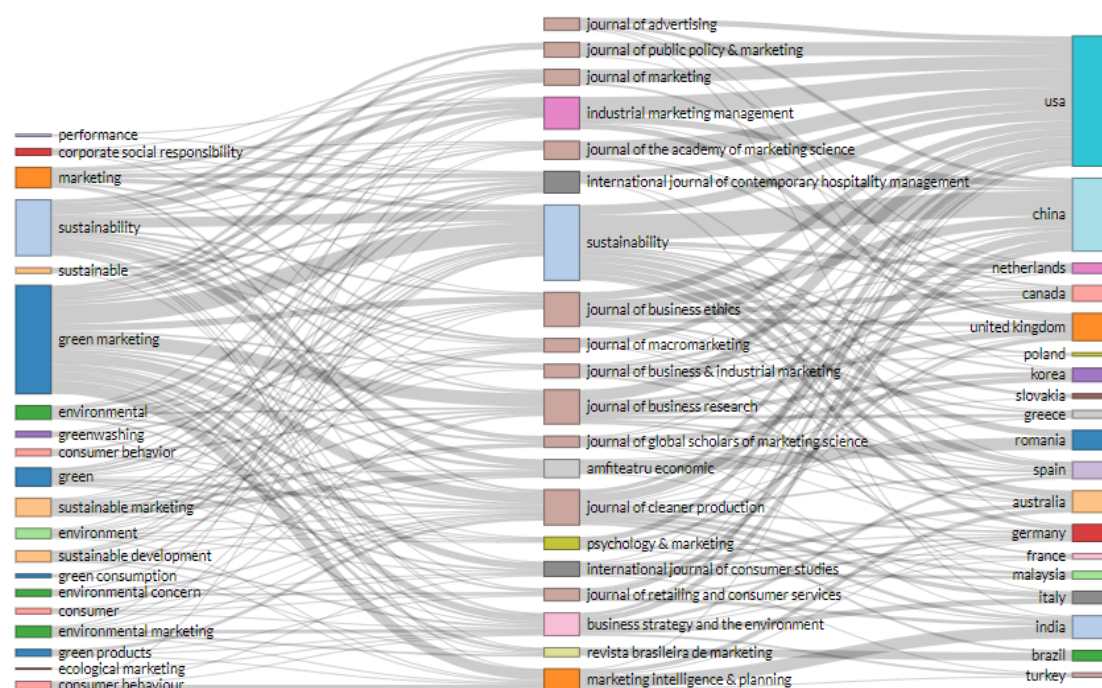 performance
corporate social responsibility
marketing
sustainability
sustainable
green marketing
environmental
greenwashing
consumer behavior
green
sustainable marketing
environment
sustainable development
green consumption
environmental concern
consumer
environmental marketing
green products
ecological marketing
consumer behaviour
journal of advertising
journal of public policy & marketing
journal of marketing
industrial marketing management
journal of the academy of marketing science
international journal of contemporary hospitality management
sustainability
journal of business ethics
journal of macromarketing
journal of business & industrial marketing
journal of business research
journal of global scholars of marketing science
amfiteatru economic
journal of cleaner production
psychology & marketing
international journal of consumer studies
journal of retailing and consumer services
business strategy and the environment
revista brasileira de marketing
marketing intelligence & planning
usa
china
netherlands
canada
united kingdom
poland
korea
slovakia
greece
romania
spain
australia
germany
france
malaysia
italy
india
brazil
turkey